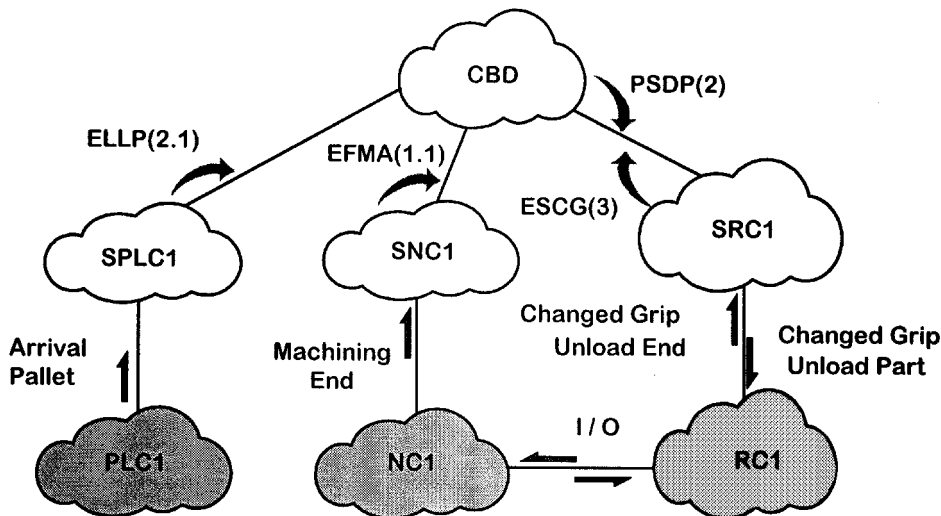 CBD
PSDP(2)
ELLP(2.1)
EFMA(1.1)
ESCG(3)
SPLC1
SNC1
SRC1
Arrival
Pallet
Machining
End
Changed Grip
Unload End
Changed Grip
Unload Part
I / O
PLC1
NC1
RC1